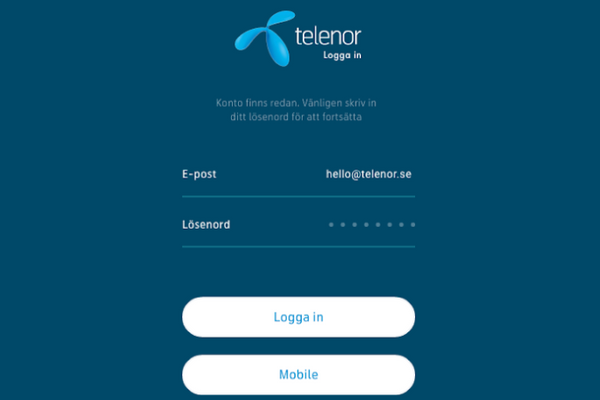 telenor
Logga in
Konto finns redan. Vänligen skriv in
ditt lösenord för att fortsätta
E-post hello@telenor.se
Lösenord
Logga in
Mobile